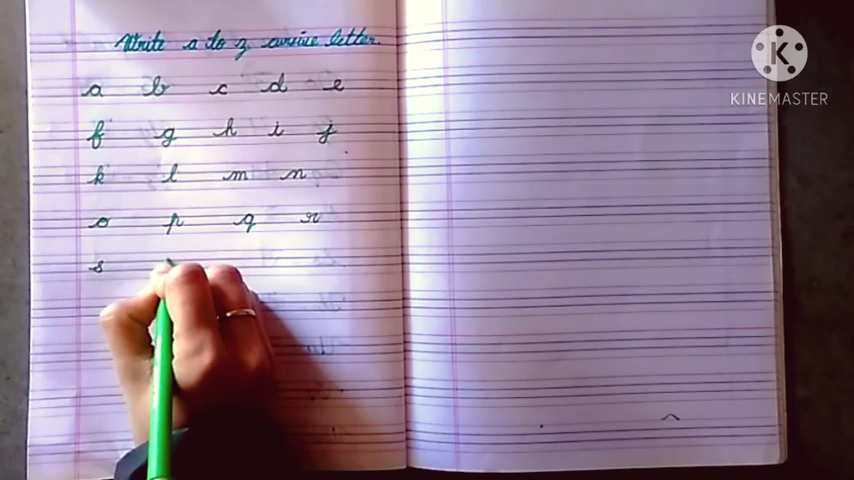 Write a to z cursive letter.
a b c d e
f g h i j
k l m n
o p q r
s
KINEMASTER